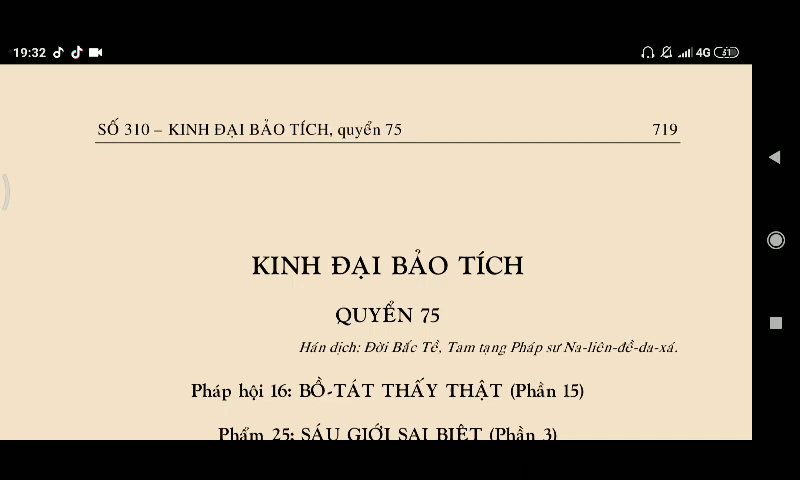 19:32
4G 51
SỐ 310 – KINH ĐẠI BẢO TÍCH, quyển 75 719
KINH ĐẠI BẢO TÍCH
QUYỂN 75
Hán dịch: Đời Bắc Tề, Tam tạng Pháp sư Na-liên-đề-da-xá.
Pháp hội 16: BỒ-TÁT THẤY THẬT (Phần 15)
Phẩm 25: SÁU GIỚI SAI BIỆT (Phần 3)